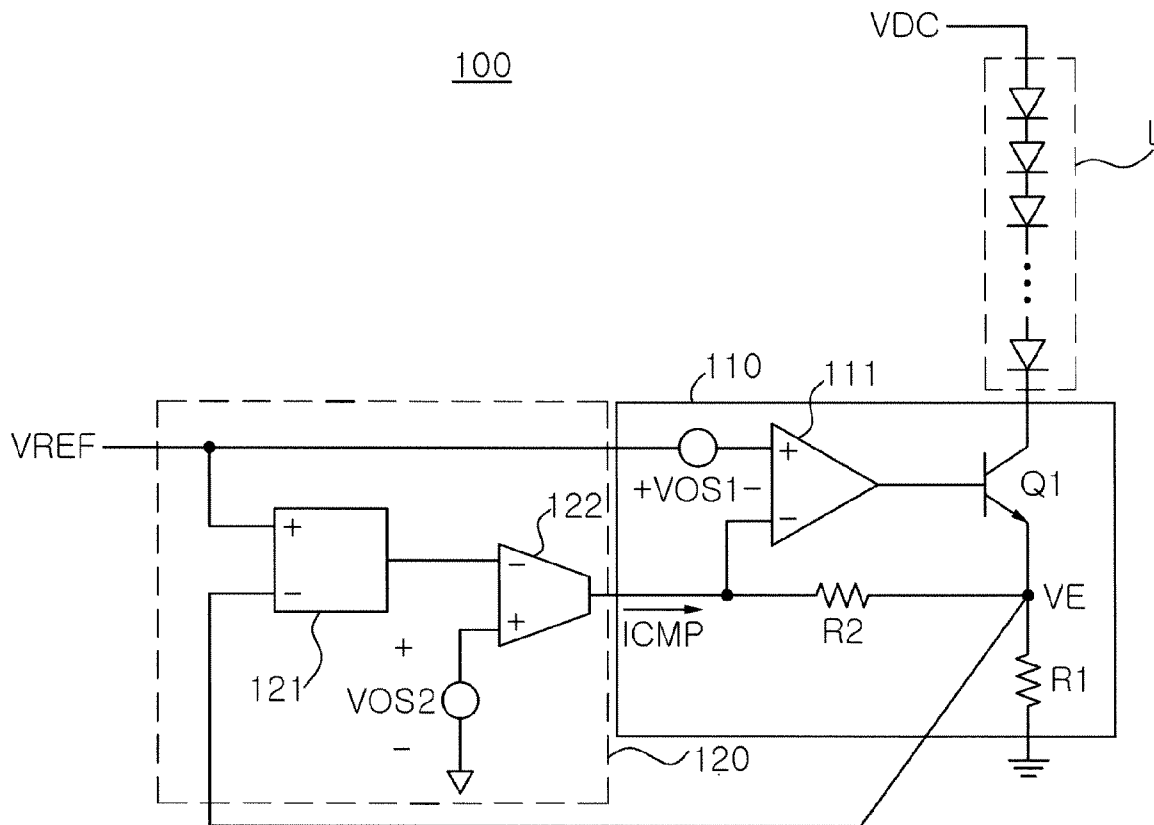 VDC
100
110
111
VREF
+
+VOS1-
-
Q1
122
+
-
-
+
ICMP
R2
VE
121
+
VOS2
-
R1
120